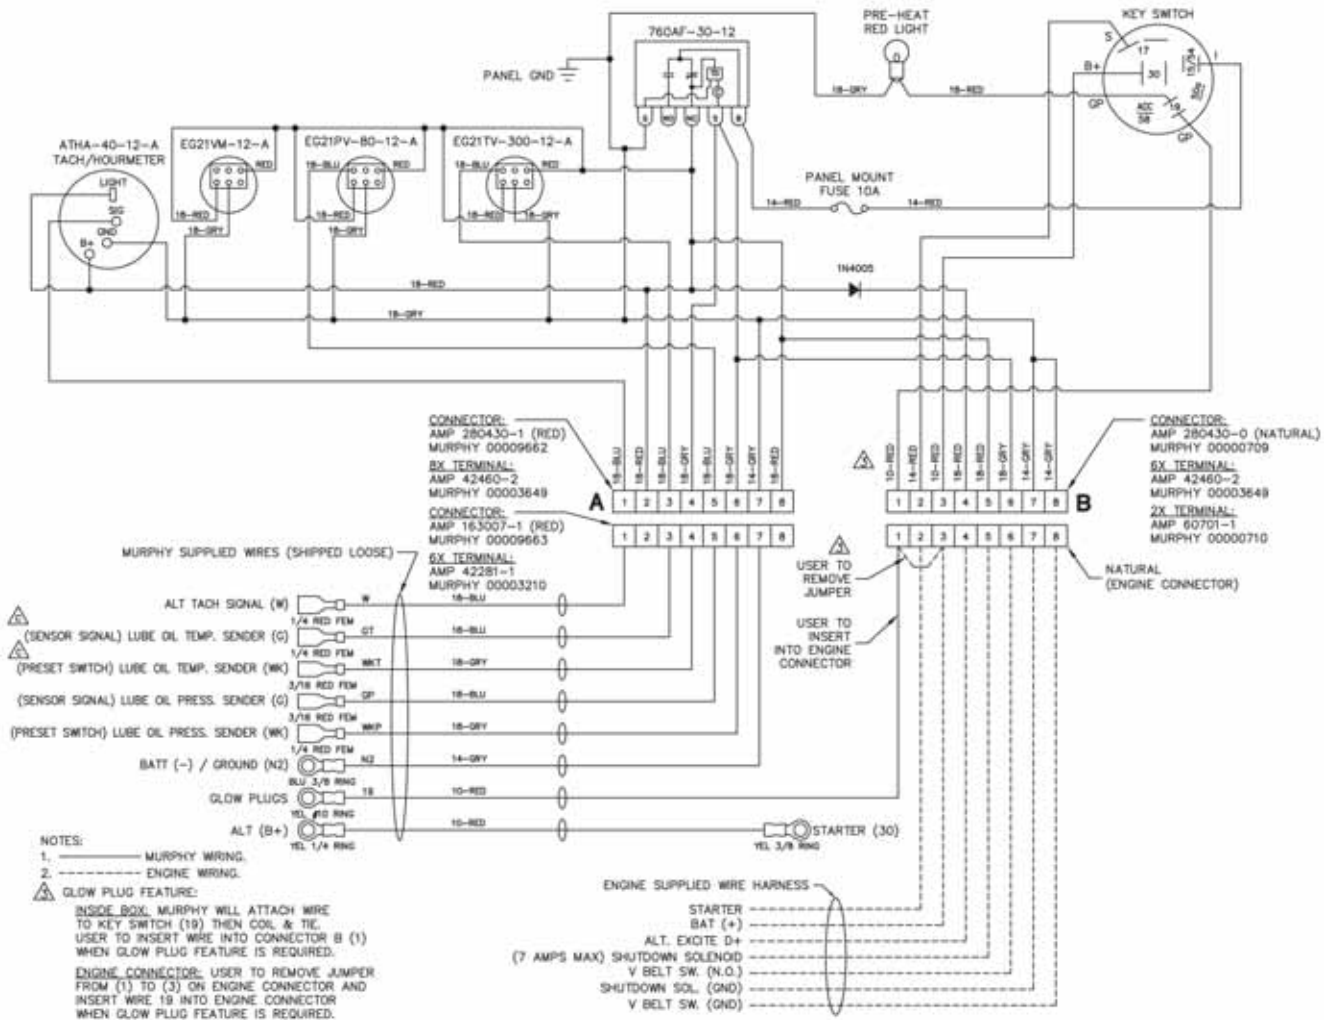 PRE-HEAT
RED LIGHT
KEY SWITCH
760AF-30-12
PANEL GND
S
17
B+
30
15/54
I
50a
19
ACC
58
GP
GP
18-GRY
18-RED
G
NO
NC
S
B
ATHA-40-12-A
TACH/HOURMETER
EG21VM-12-A
EG21PV-80-12-A
EG21TV-300-12-A
RED
18-BLU
RED
18-BLU
RED
LIGHT
SIG
GND
B+
18-RED
18-GRY
18-RED
18-GRY
18-RED
18-GRY
PANEL MOUNT
FUSE 10A
14-RED
14-RED
1N4005
18-RED
18-GRY
CONNECTOR:
AMP 280430-1 (RED)
MURPHY 00009662
8X TERMINAL:
AMP 42460-2
MURPHY 00003649
CONNECTOR:
AMP 163007-1 (RED)
MURPHY 00009663
6X TERMINAL:
AMP 42281-1
MURPHY 00003210
18-BLU
18-RED
18-BLU
18-GRY
18-BLU
18-GRY
14-GRY
18-RED
A
1 2 3 4 5 6 7 8
1 2 3 4 5 6 7 8
3
10-RED
14-RED
10-RED
18-RED
18-RED
18-GRY
14-GRY
14-GRY
1 2 3 4 5 6 7 8
B
1 2 3 4 5 6 7 8
CONNECTOR:
AMP 280430-0 (NATURAL)
MURPHY 00000709
6X TERMINAL:
AMP 42460-2
MURPHY 00003649
2X TERMINAL:
AMP 60701-1
MURPHY 00000710
NATURAL
(ENGINE CONNECTOR)
3
USER TO
REMOVE
JUMPER
USER TO
INSERT
INTO ENGINE
CONNECTOR
MURPHY SUPPLIED WIRES (SHIPPED LOOSE)
ALT TACH SIGNAL (W)
W
18-BLU
1/4 RED FEM
C
(SENSOR SIGNAL) LUBE OIL TEMP. SENDER (G)
GT
18-BLU
1/4 RED FEM
C
(PRESET SWITCH) LUBE OIL TEMP. SENDER (WK)
WKT
18-GRY
3/16 RED FEM
(SENSOR SIGNAL) LUBE OIL PRESS. SENDER (G)
GP
18-BLU
3/16 RED FEM
(PRESET SWITCH) LUBE OIL PRESS. SENDER (WK)
WKP
18-GRY
1/4 RED FEM
BATT (-) / GROUND (N2)
N2
14-GRY
BLU 3/8 RING
GLOW PLUGS
19
10-RED
YEL #10 RING
ALT (B+)
10-RED
STARTER (30)
YEL 1/4 RING
YEL 3/8 RING
NOTES:
1. MURPHY WIRING.
2. ENGINE WIRING.
3 GLOW PLUG FEATURE:
INSIDE BOX: MURPHY WILL ATTACH WIRE
TO KEY SWITCH (19) THEN COIL & TIE.
USER TO INSERT WIRE INTO CONNECTOR B (1)
WHEN GLOW PLUG FEATURE IS REQUIRED.
ENGINE CONNECTOR: USER TO REMOVE JUMPER
FROM (1) TO (3) ON ENGINE CONNECTOR AND
INSERT WIRE 19 INTO ENGINE CONNECTOR
WHEN GLOW PLUG FEATURE IS REQUIRED.
ENGINE SUPPLIED WIRE HARNESS
STARTER
BAT (+)
ALT. EXCITE D+
(7 AMPS MAX) SHUTDOWN SOLENOID
V BELT SW. (N.O.)
SHUTDOWN SOL. (GND)
V BELT SW. (GND)